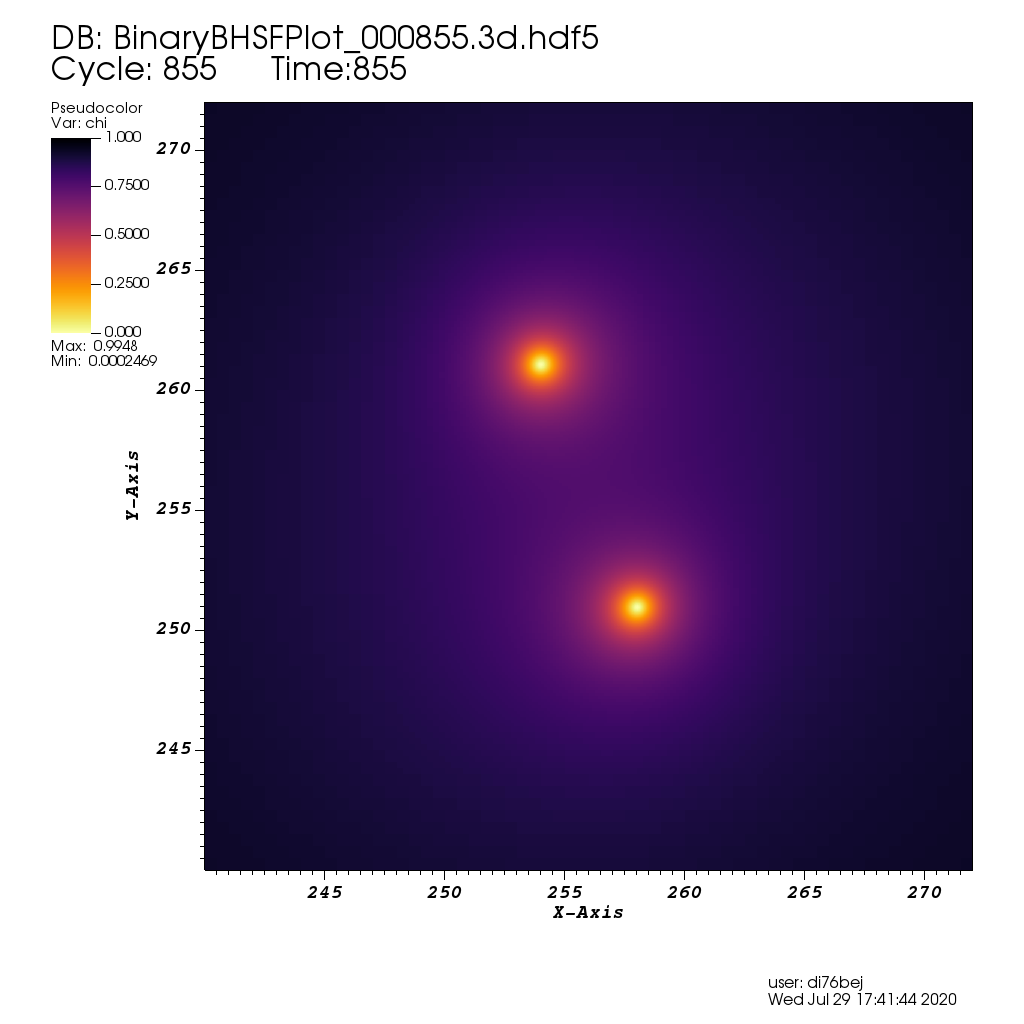 DB: BinaryBHSFPlot_000855.3d.hdf5
Cycle: 855 Time:855
Pseudocolor
Var: chi
1.000
0.7500
0.5000
0.2500
0.000
Max: 0.9948
Min: 0.0002469
270
265
260
255
250
245
Y-Axis
245 250 255 260 265 270
X-Axis
user: di76bej
Wed Jul 29 17:41:44 2020